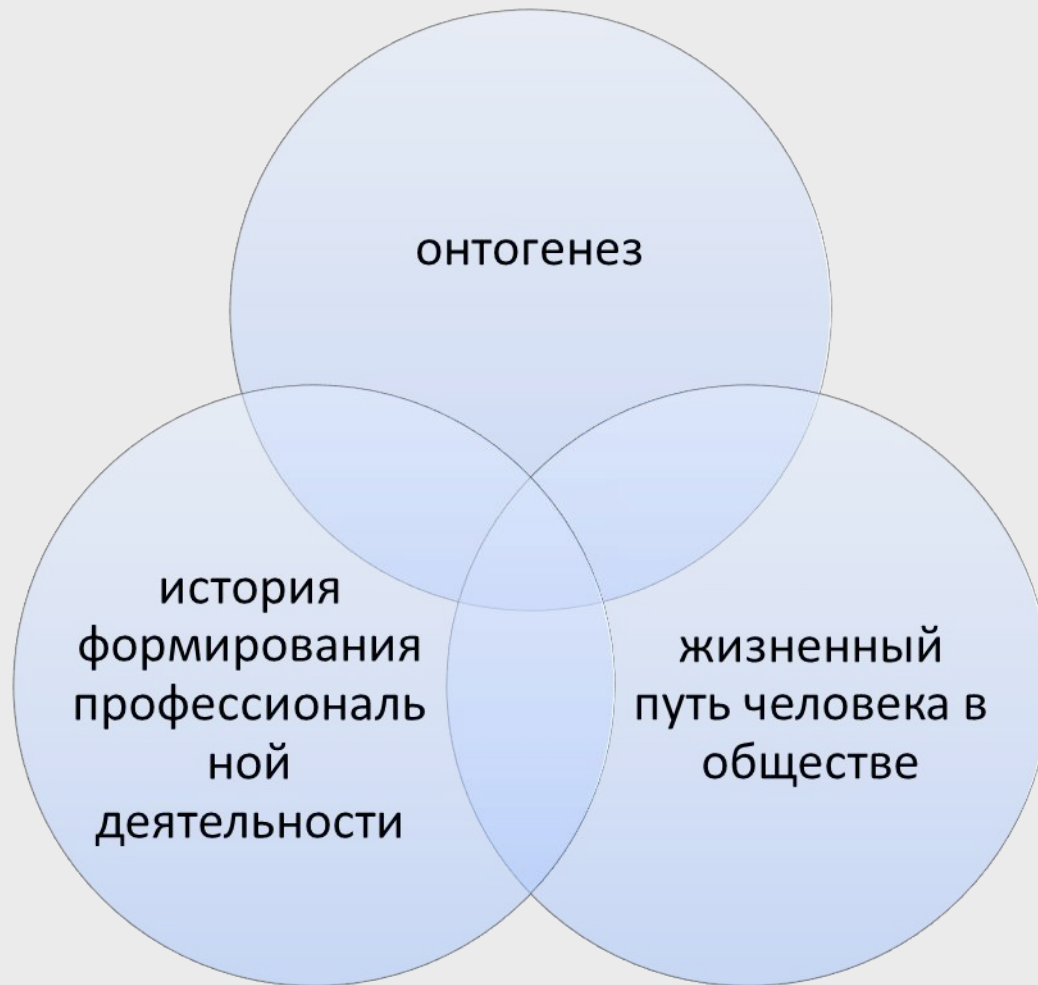 онтогенез
история
формирования
профессиональ
ной
деятельности
жизненный
путь человека в
обществе